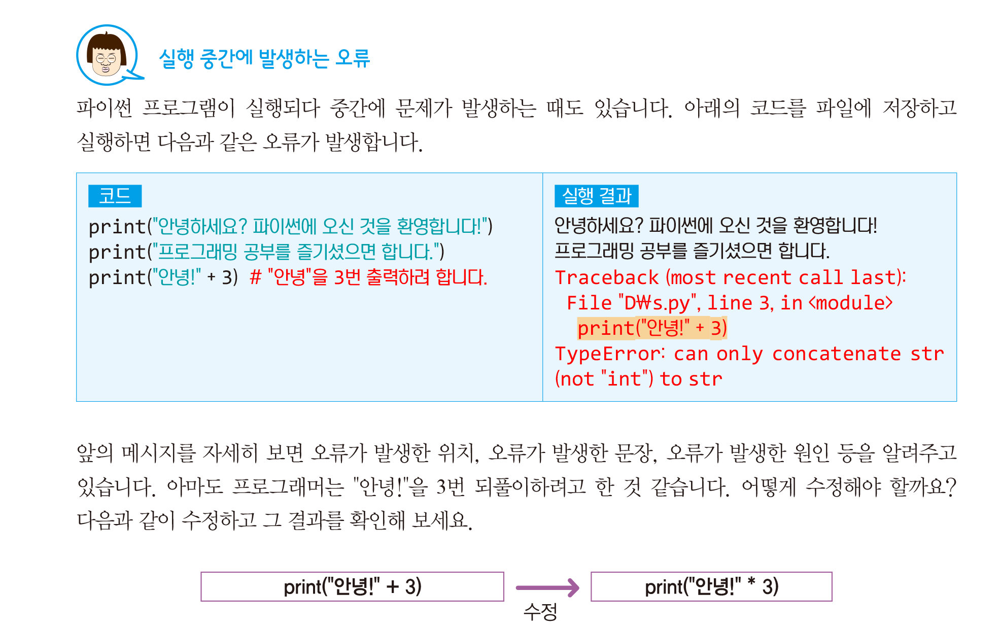 실행 중간에 발생하는 오류
파이썬 프로그램이 실행되다 중간에 문제가 발생하는 때도 있습니다. 아래의 코드를 파일에 저장하고
실행하면 다음과 같은 오류가 발생합니다.
코드
print("안녕하세요? 파이썬에 오신 것을 환영합니다!")
print("프로그래밍 공부를 즐기셨으면 합니다.")
print("안녕!" + 3) # "안녕"을 3번 출력하려 합니다.
실행 결과
안녕하세요? 파이썬에 오신 것을 환영합니다!
프로그래밍 공부를 즐기셨으면 합니다.
Traceback (most recent call last):
File "D₩s.py", line 3, in <module>
print("안녕!" + 3)
TypeError: can only concatenate str
(not "int") to str
앞의 메시지를 자세히 보면 오류가 발생한 위치, 오류가 발생한 문장, 오류가 발생한 원인 등을 알려주고
있습니다. 아마도 프로그래머는 "안녕!"을 3번 되풀이하려고 한 것 같습니다. 어떻게 수정해야 할까요?
다음과 같이 수정하고 그 결과를 확인해 보세요.
print("안녕!" + 3)
수정
print("안녕!" * 3)